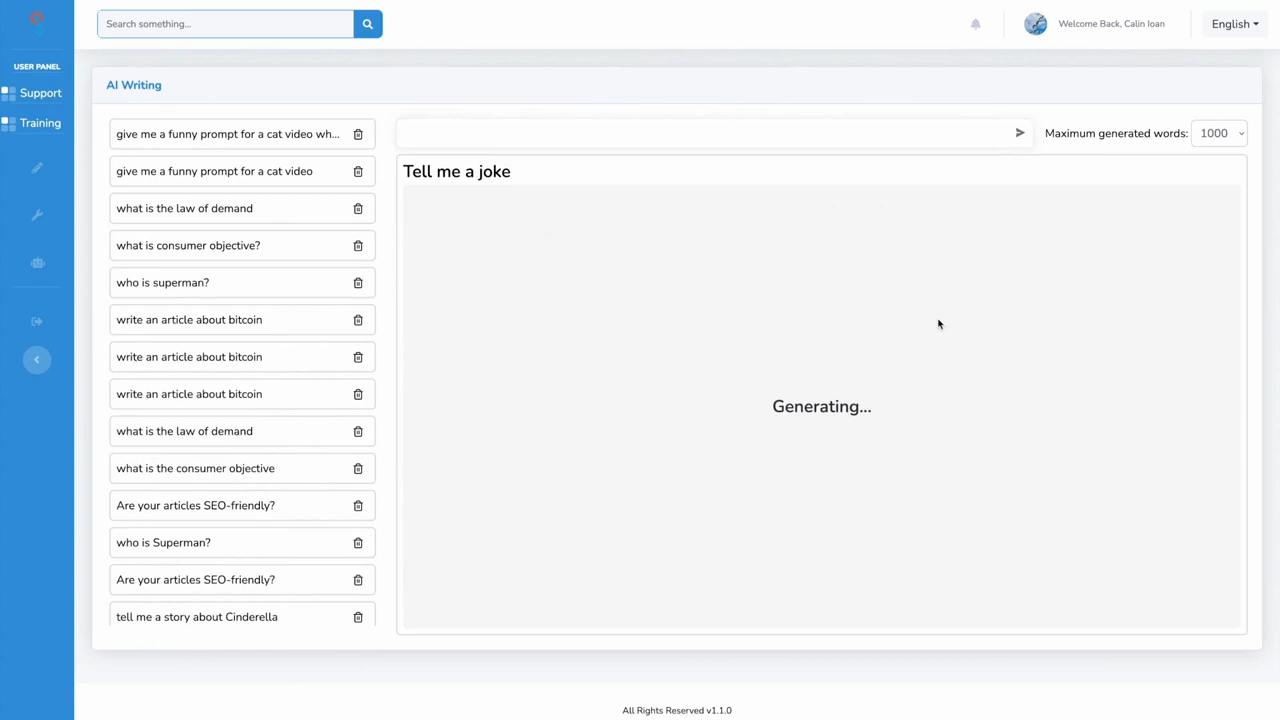 Search something...
Welcome Back, Calin Ioan
English
USER PANEL
Support
Training
AI Writing
give me a funny prompt for a cat video wh...
give me a funny prompt for a cat video
what is the law of demand
what is consumer objective?
who is superman?
write an article about bitcoin
write an article about bitcoin
write an article about bitcoin
what is the law of demand
what is the consumer objective
Are your articles SEO-friendly?
who is Superman?
Are your articles SEO-friendly?
tell me a story about Cinderella
Maximum generated words: 1000
Tell me a joke
Generating...
All Rights Reserved v1.1.0